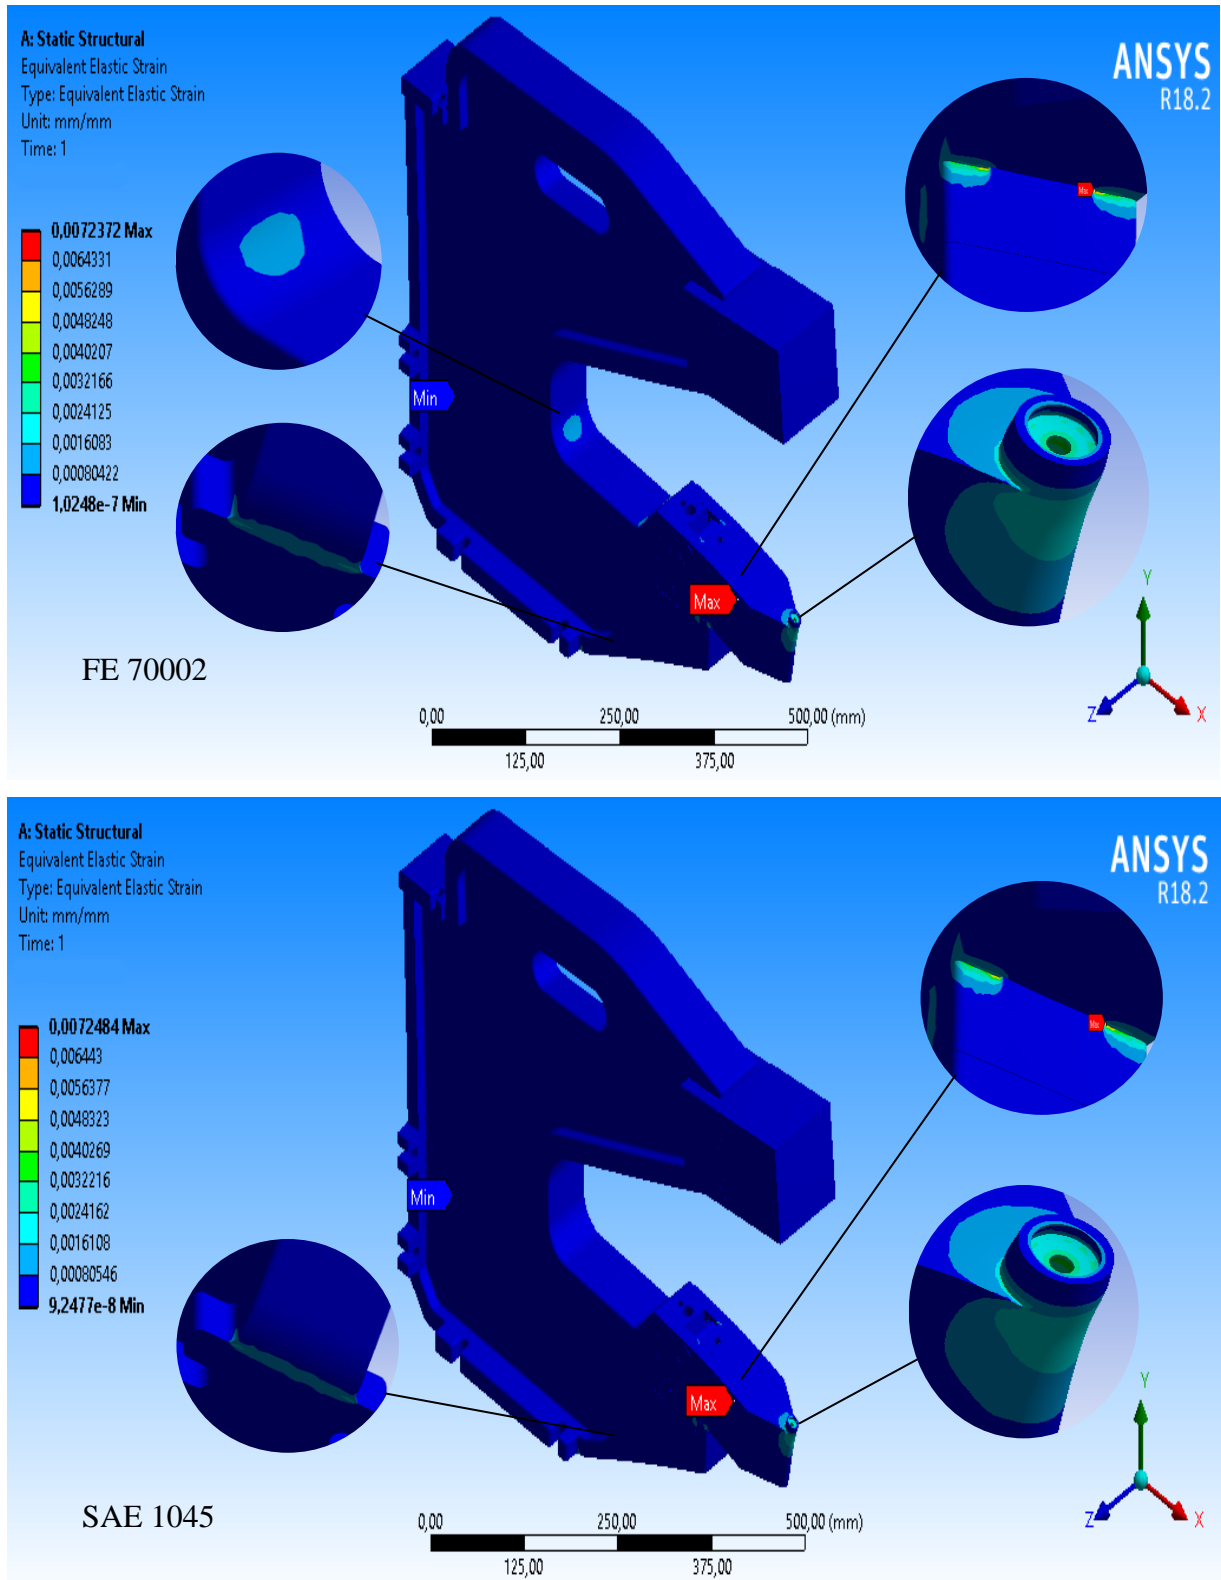 A: Static Structural
Equivalent Elastic Strain
Type: Equivalent Elastic Strain
Unit: mm/mm
Time: 1
ANSYS
R18.2
0,0072372 Max
0,0064331
0,0056289
0,0048248
0,0040207
0,0032166
0,0024125
0,0016083
0,00080422
1,0248e-7 Min
Max
Min
Max
Y
Z
X
FE 70002
0,00 250,00 500,00 (mm)
125,00 375,00
A: Static Structural
Equivalent Elastic Strain
Type: Equivalent Elastic Strain
Unit: mm/mm
Time: 1
ANSYS
R18.2
0,0072484 Max
0,006443
0,0056377
0,0048323
0,0040269
0,0032216
0,0024162
0,0016108
0,00080546
9,2477e-8 Min
Max
Min
Max
Y
Z
X
SAE 1045
0,00 250,00 500,00 (mm)
125,00 375,00